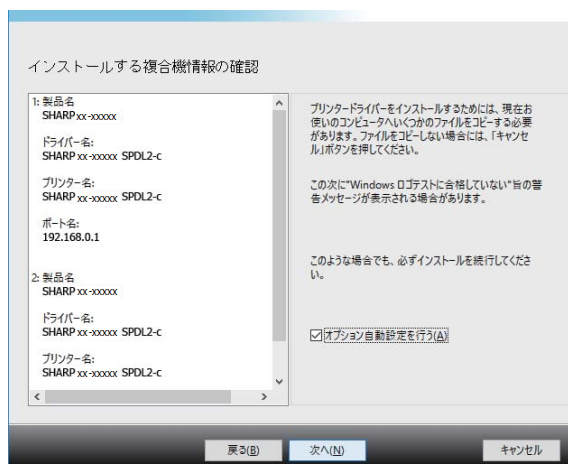 インストールする複合機情報の確認
1: 製品名
SHARP xx-xxxxx
ドライバー名:
SHARP xx-xxxxx SPDL2-c
プリンター名:
SHARP xx-xxxxx SPDL2-c
ポート名:
192.168.0.1
2: 製品名
SHARP xx-xxxxx
ドライバー名:
SHARP xx-xxxxx SPDL2-c
プリンター名:
SHARP xx-xxxxx SPDL2-c
プリンタードライバーをインストールするためには、現在お
使いのコンピュータへいくつかのファイルをコピーする必要
があります。ファイルをコピーしない場合には、「キャンセ
ル」ボタンを押してください。
この次に"Windows ロゴテストに合格していない"旨の警
告メッセージが表示される場合があります。
このような場合でも、必ずインストールを続行してくださ
い。
オプション自動設定を行う(A)
戻る(B)
次へ(N)
キャンセル